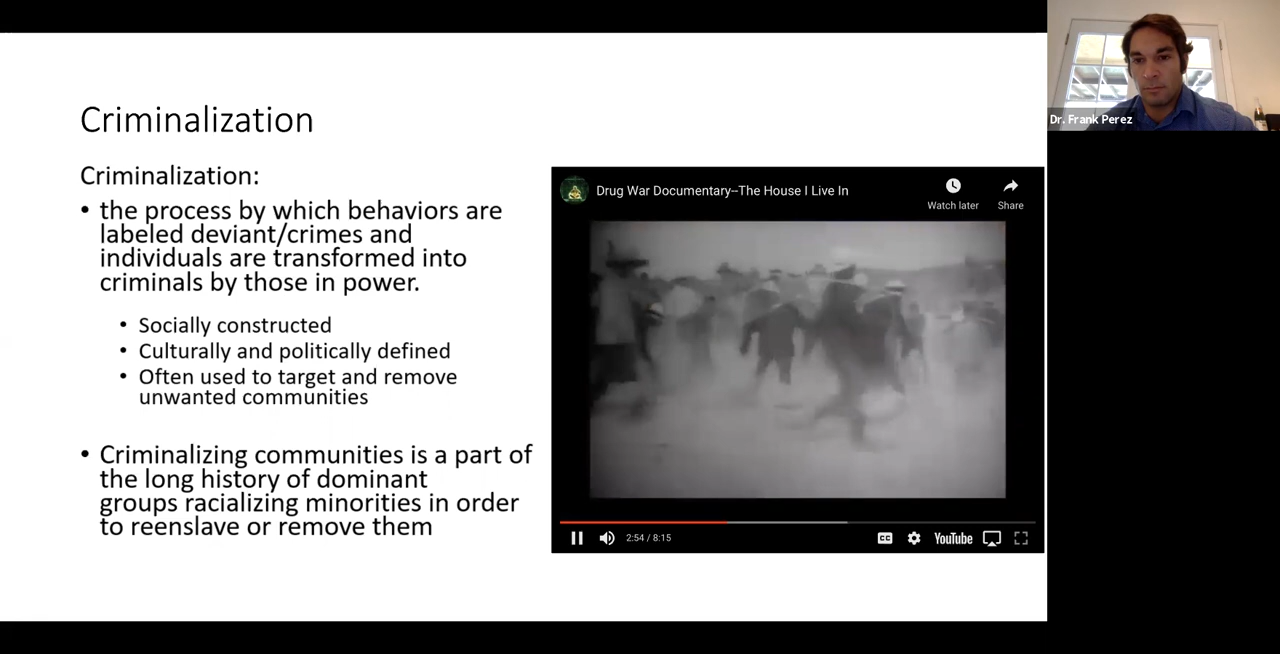 Criminalization
Criminalization:
• the process by which behaviors are
labeled deviant/crimes and
individuals are transformed into
criminals by those in power.
• Socially constructed
• Culturally and politically defined
• Often used to target and remove
unwanted communities
• Criminalizing communities is a part of
the long history of dominant
groups racializing minorities in order
to reenslave or remove them
Drug War Documentary--The House I Live In
Watch later
Share
2:54 / 8:15
CC
YouTube
Dr. Frank Perez